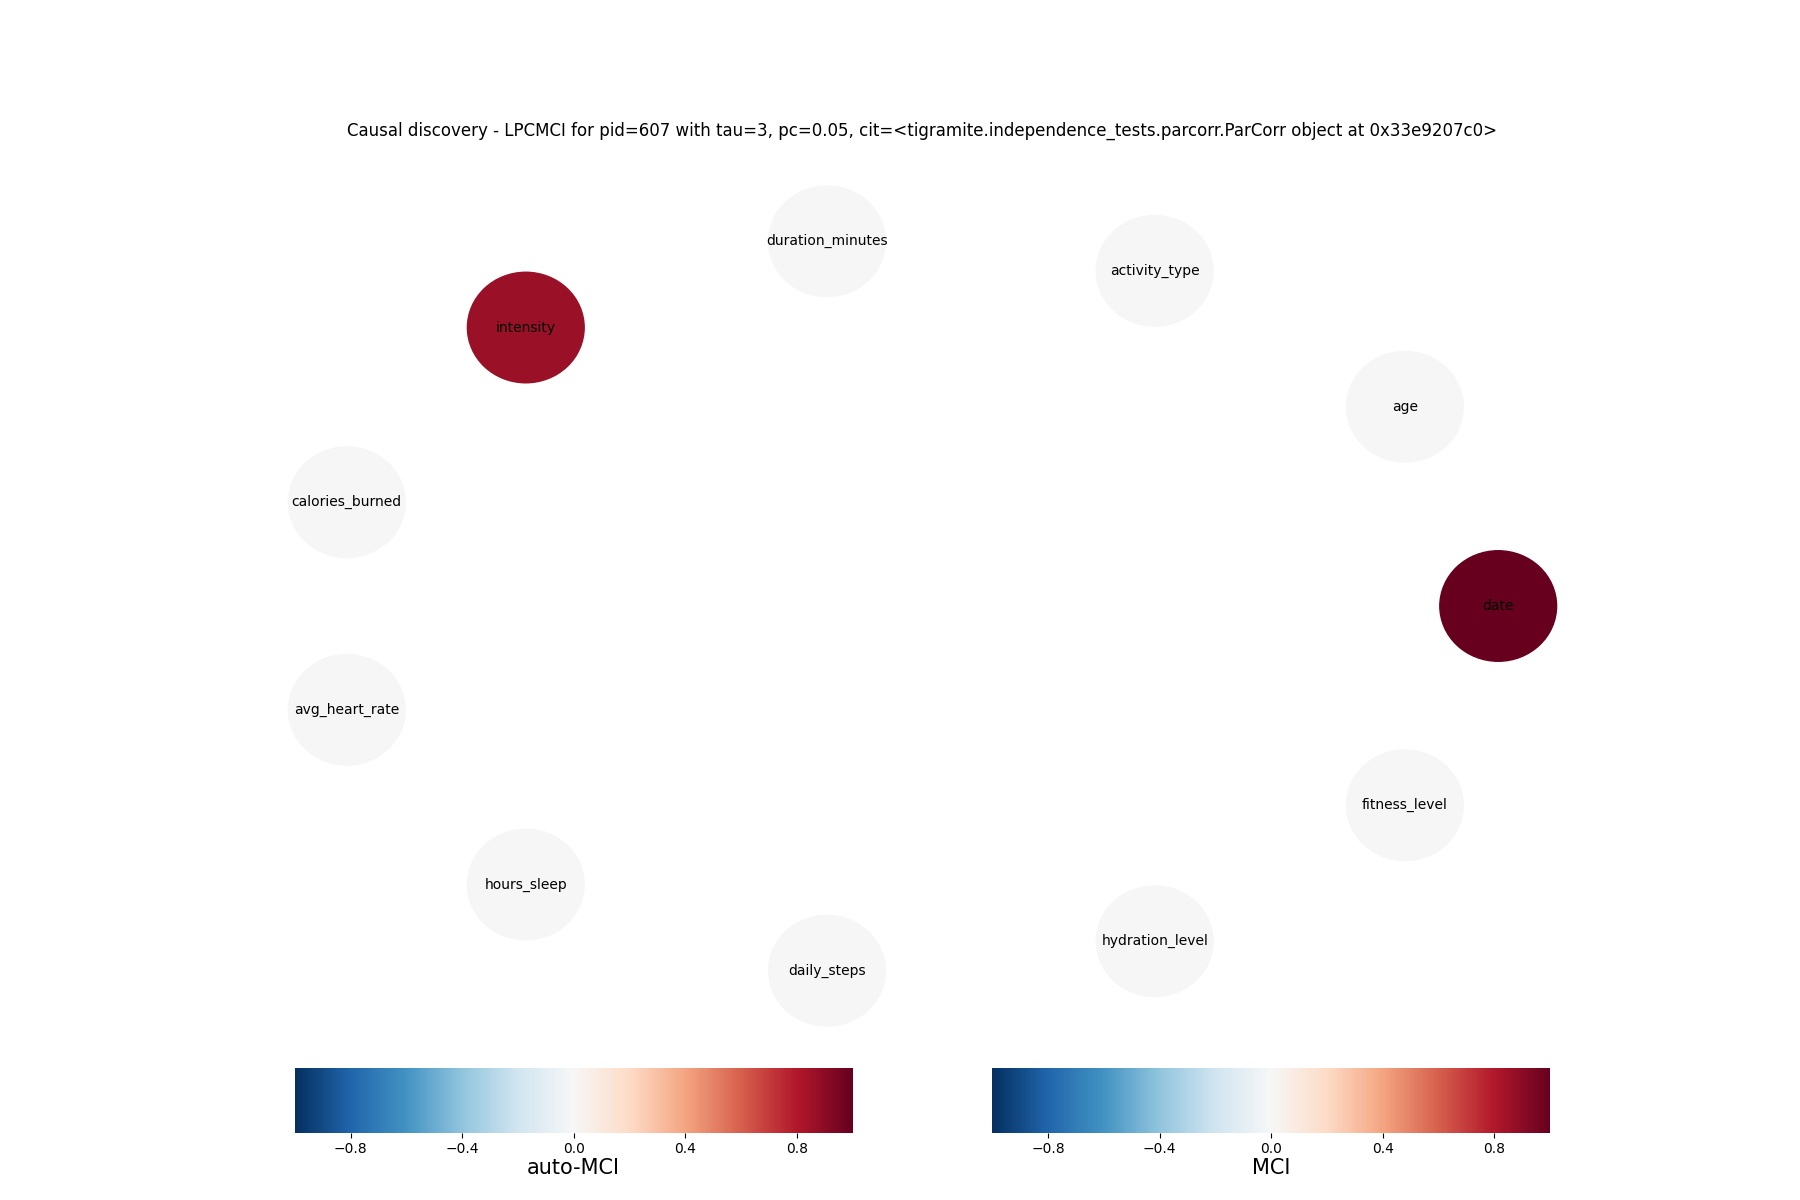 Causal discovery - LPCMCI for pid=607 with tau=3, pc=0.05, cit=<tigramite.independence_tests.parcorr.ParCorr object at 0x33e9207c0>
duration_minutes
activity_type
intensity
age
calories_burned
date
avg_heart_rate
fitness_level
hours_sleep
hydration_level
daily_steps
−0.8 −0.4 0.0 0.4 0.8
auto-MCI
−0.8 −0.4 0.0 0.4 0.8
MCI